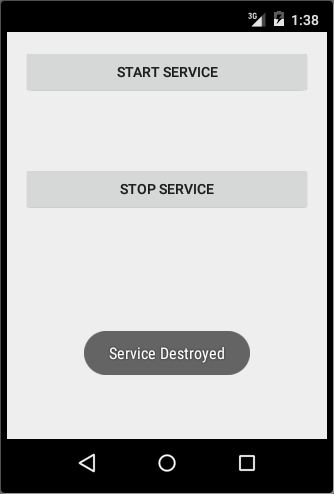 3G 1:38
START SERVICE
STOP SERVICE
Service Destroyed